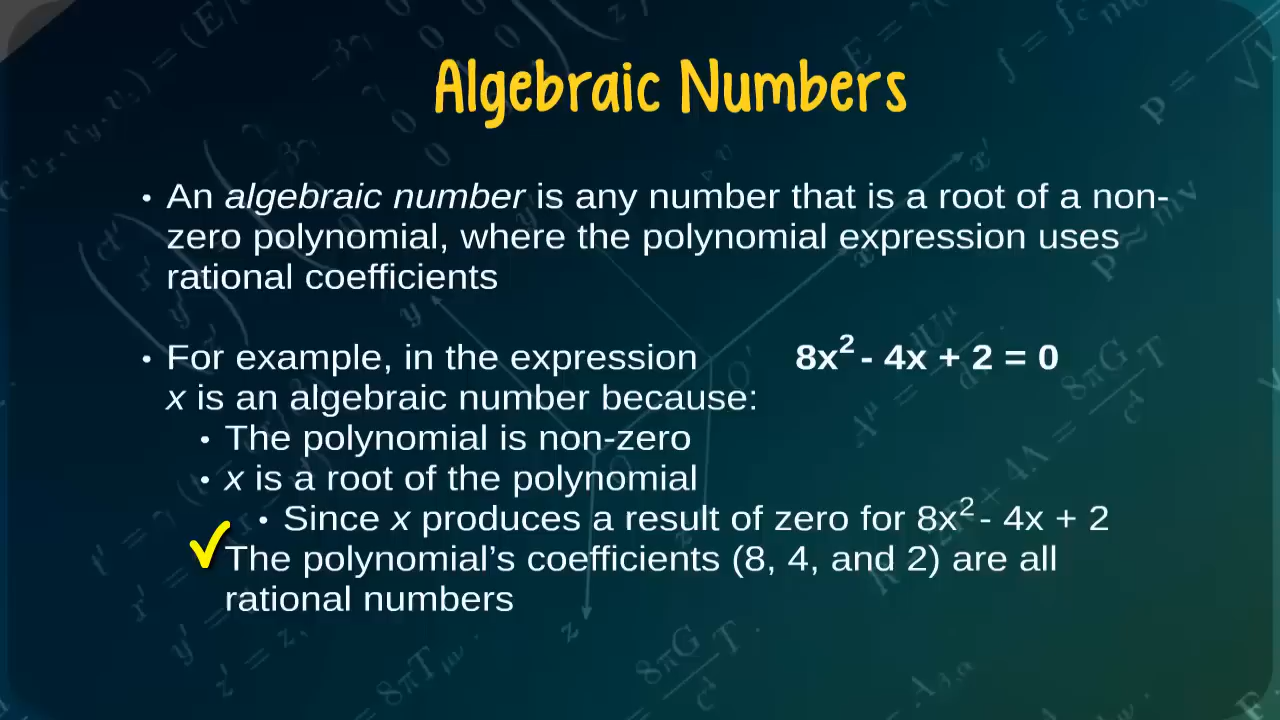 Algebraic Numbers
• An algebraic number is any number that is a root of a non-
zero polynomial, where the polynomial expression uses
rational coefficients
• For example, in the expression 8x² - 4x + 2 = 0
x is an algebraic number because:
• The polynomial is non-zero
• x is a root of the polynomial
• Since x produces a result of zero for 8x² - 4x + 2
✓ The polynomial’s coefficients (8, 4, and 2) are all
rational numbers